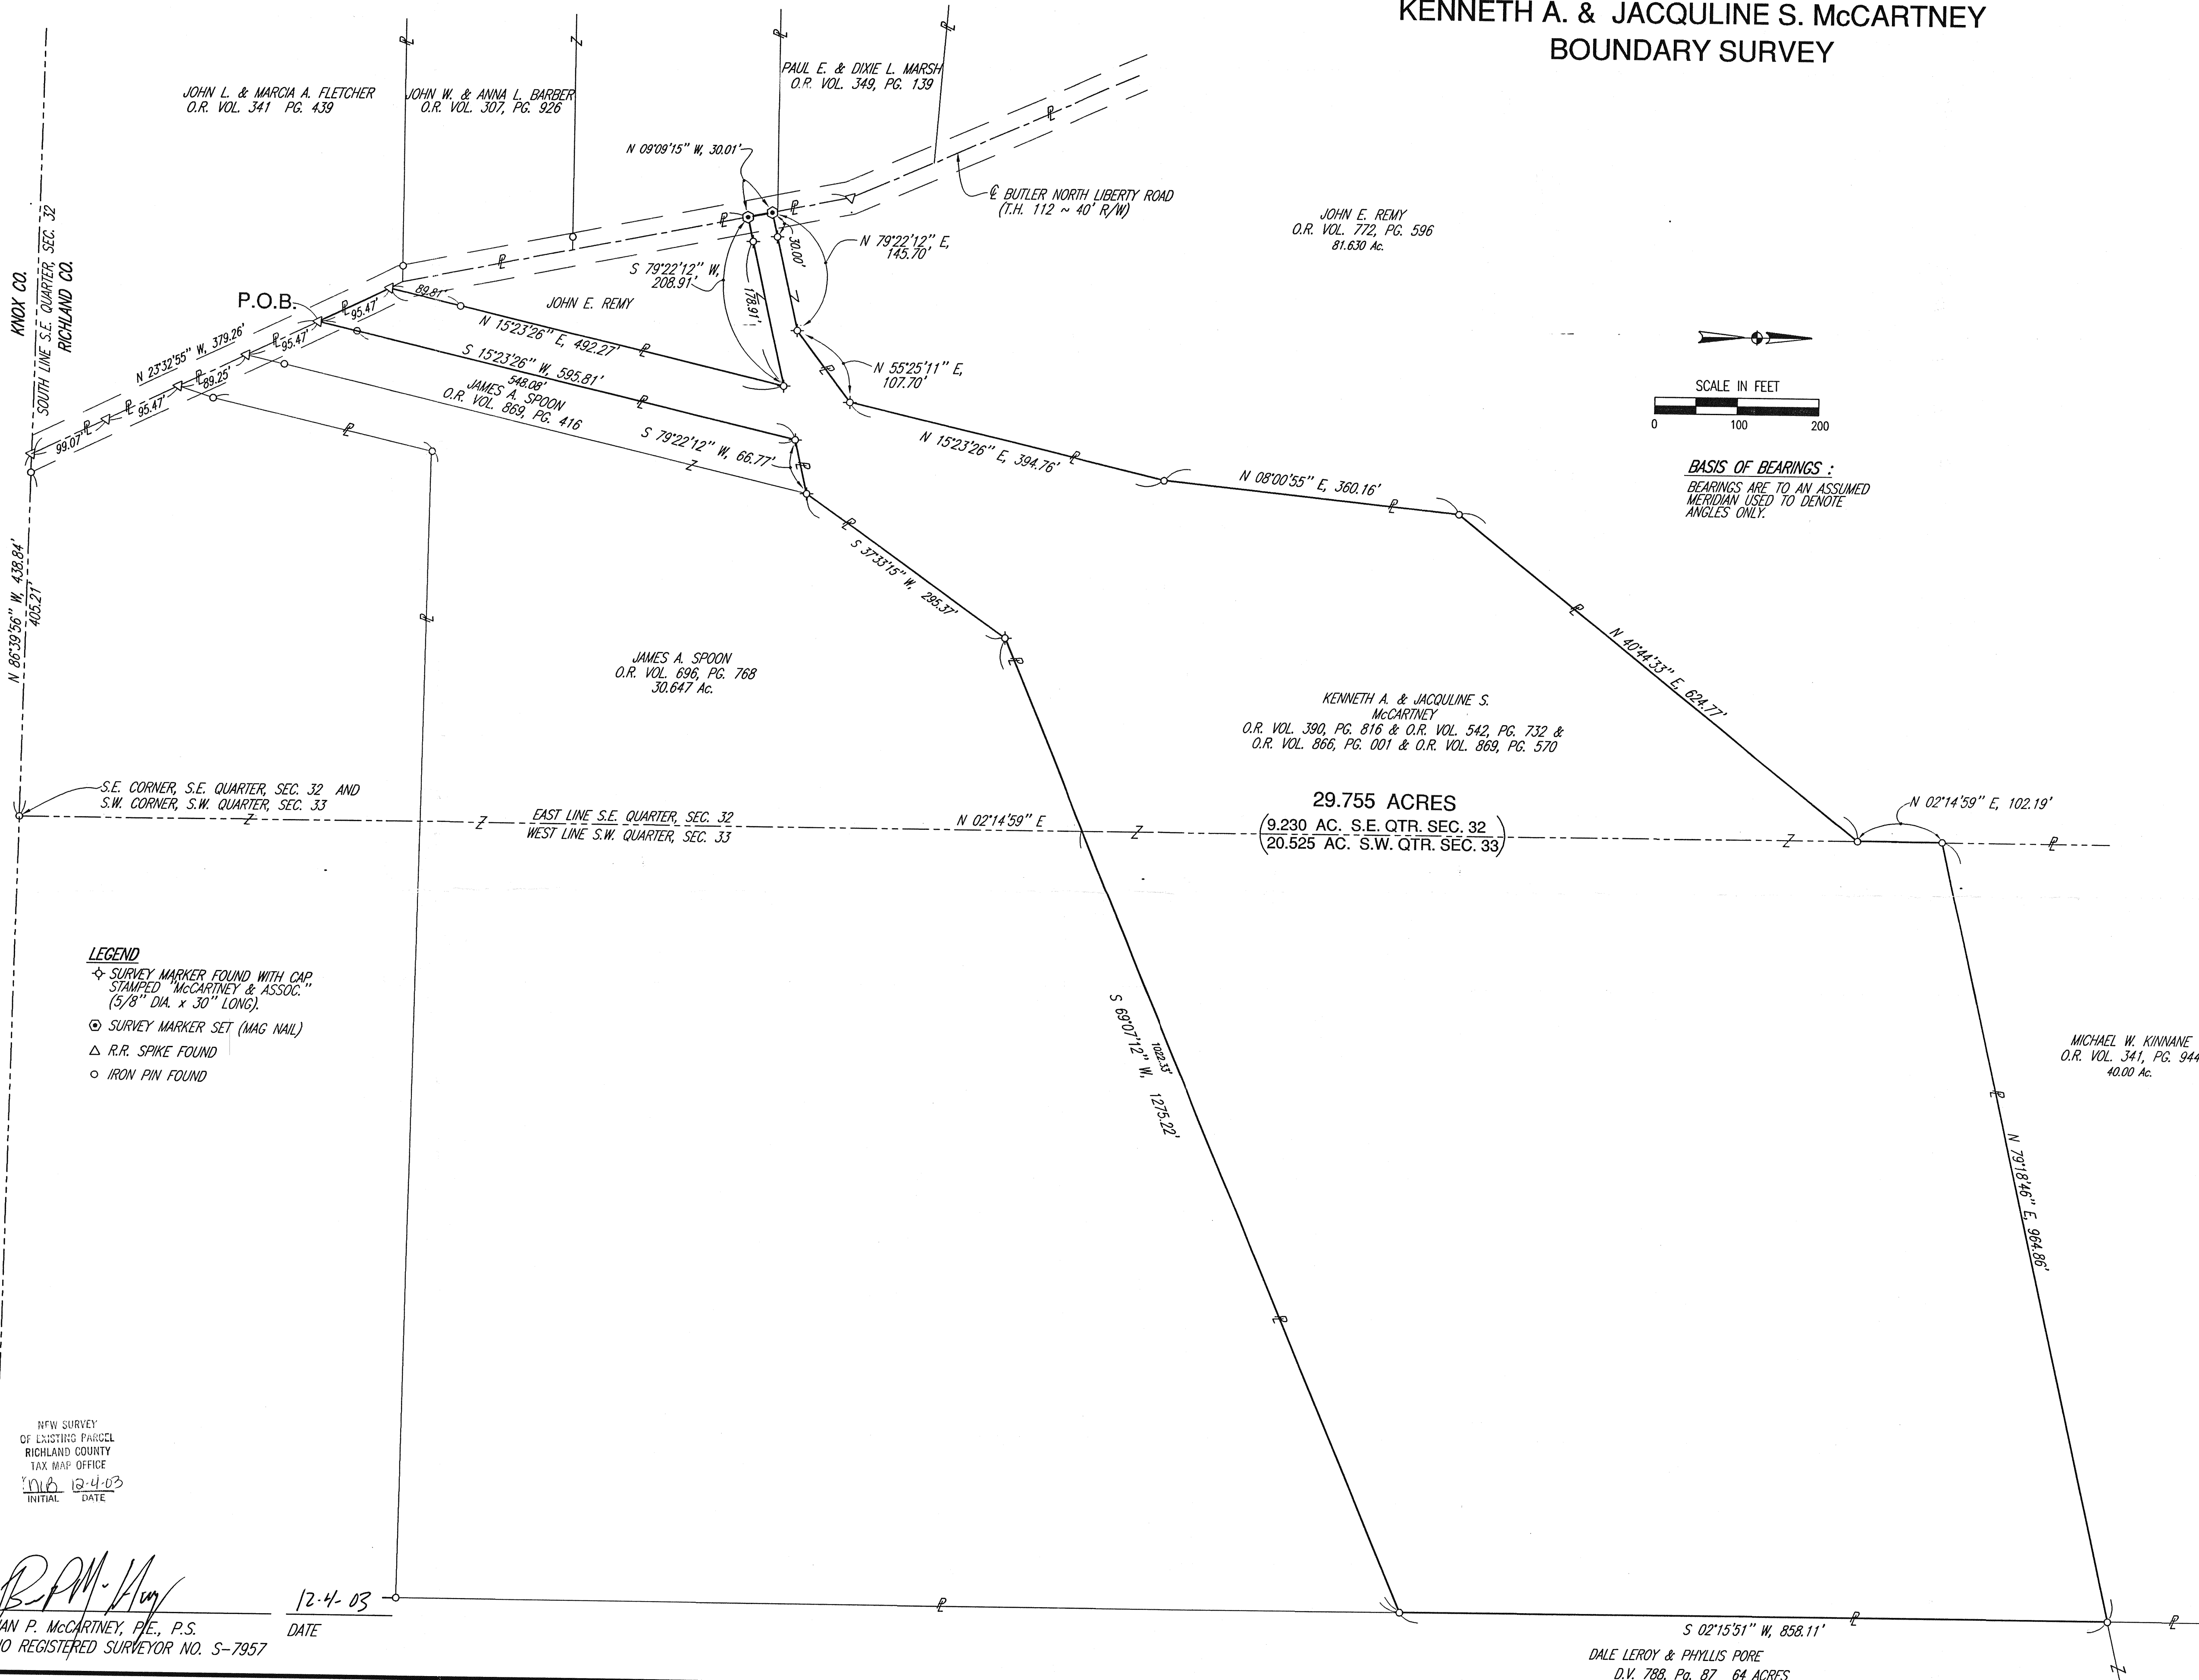 KENNETH A. & JACQULINE S. McCARTNEY
BOUNDARY SURVEY
JOHN L. & MARCIA A. FLETCHER
O.R. VOL. 341 PG. 439
JOHN W. & ANNA L. BARBER
O.R. VOL. 307, PG. 926
PAUL E. & DIXIE L. MARSH
O.R. VOL. 349, PG. 139
N 09°09'15" W, 30.01'
℄ BUTLER NORTH LIBERTY ROAD
(T.H. 112 ~ 40' R/W)
JOHN E. REMY
O.R. VOL. 772, PG. 596
81.630 Ac.
KNOX CO.
SOUTH LINE S.E. QUARTER, SEC. 32
RICHLAND CO.
P.O.B.
N 23°32'55" W, 379.26'
95.47'
95.47'
89.25'
95.47'
99.07'
89.81'
JOHN E. REMY
N 15°23'26" E, 492.27'
S 15°23'26" W, 595.81'
548.08'
JAMES A. SPOON
O.R. VOL. 869, PG. 416
S 79°22'12" W,
208.91'
178.91'
30.00'
N 79°22'12" E,
145.70'
N 55°25'11" E,
107.70'
S 79°22'12" W, 66.77'
N 15°23'26" E, 394.76'
N 08°00'55" E, 360.16'
SCALE IN FEET
0 100 200
BASIS OF BEARINGS :
BEARINGS ARE TO AN ASSUMED
MERIDIAN USED TO DENOTE
ANGLES ONLY.
N 86°39'56" W, 438.84'
405.21'
S 37°33'15" W, 295.37'
N 40°44'33" E, 624.77'
JAMES A. SPOON
O.R. VOL. 696, PG. 768
30.647 Ac.
KENNETH A. & JACQULINE S.
McCARTNEY
O.R. VOL. 390, PG. 816 & O.R. VOL. 542, PG. 732 &
O.R. VOL. 866, PG. 001 & O.R. VOL. 869, PG. 570
29.755 ACRES
(9.230 AC. S.E. QTR. SEC. 32
20.525 AC. S.W. QTR. SEC. 33)
N 02°14'59" E, 102.19'
S.E. CORNER, S.E. QUARTER, SEC. 32 AND
S.W. CORNER, S.W. QUARTER, SEC. 33
EAST LINE S.E. QUARTER, SEC. 32
WEST LINE S.W. QUARTER, SEC. 33
N 02°14'59" E
LEGEND
SURVEY MARKER FOUND WITH CAP
STAMPED "McCARTNEY & ASSOC."
(5/8" DIA. x 30" LONG).
SURVEY MARKER SET (MAG NAIL)
R.R. SPIKE FOUND
IRON PIN FOUND
S 69°07'12" W, 1275.22'
1022.33'
MICHAEL W. KINNANE
O.R. VOL. 341, PG. 944
40.00 Ac.
N 79°18'46" E, 964.86'
NEW SURVEY
OF EXISTING PARCEL
RICHLAND COUNTY
TAX MAP OFFICE
12-4-03
INITIAL DATE
12-4-03
DATE
IAN P. McCARTNEY, P.E., P.S.
IO REGISTERED SURVEYOR NO. S-7957
S 02°15'51" W, 858.11'
DALE LEROY & PHYLLIS PORE
D.V. 788, Pg. 87 64 ACRES